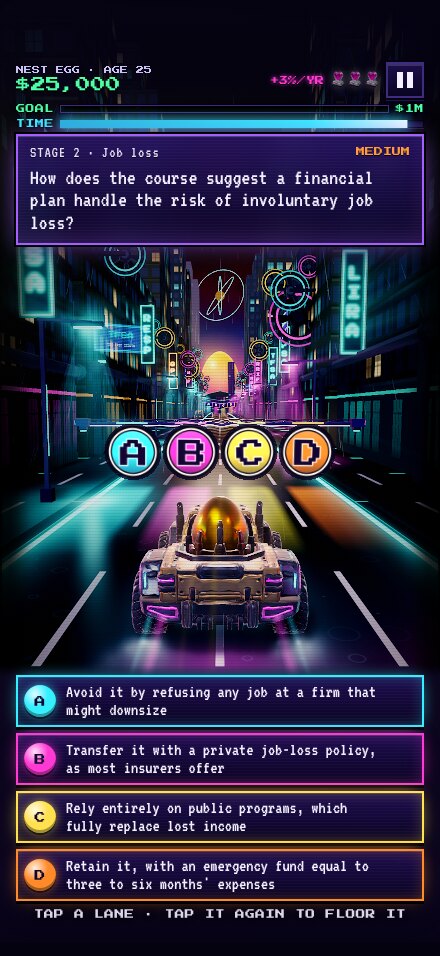 NEST EGG · AGE 25
$25,000
+3%/YR
GOAL
$1M
TIME
STAGE 2 · Job loss
MEDIUM
How does the course suggest a financial
plan handle the risk of involuntary job
loss?
SA
RESP
LIRA
TFSA
A B C D
A
Avoid it by refusing any job at a firm that
might downsize
B
Transfer it with a private job-loss policy,
as most insurers offer
C
Rely entirely on public programs, which
fully replace lost income
D
Retain it, with an emergency fund equal to
three to six months' expenses
TAP A LANE · TAP IT AGAIN TO FLOOR IT